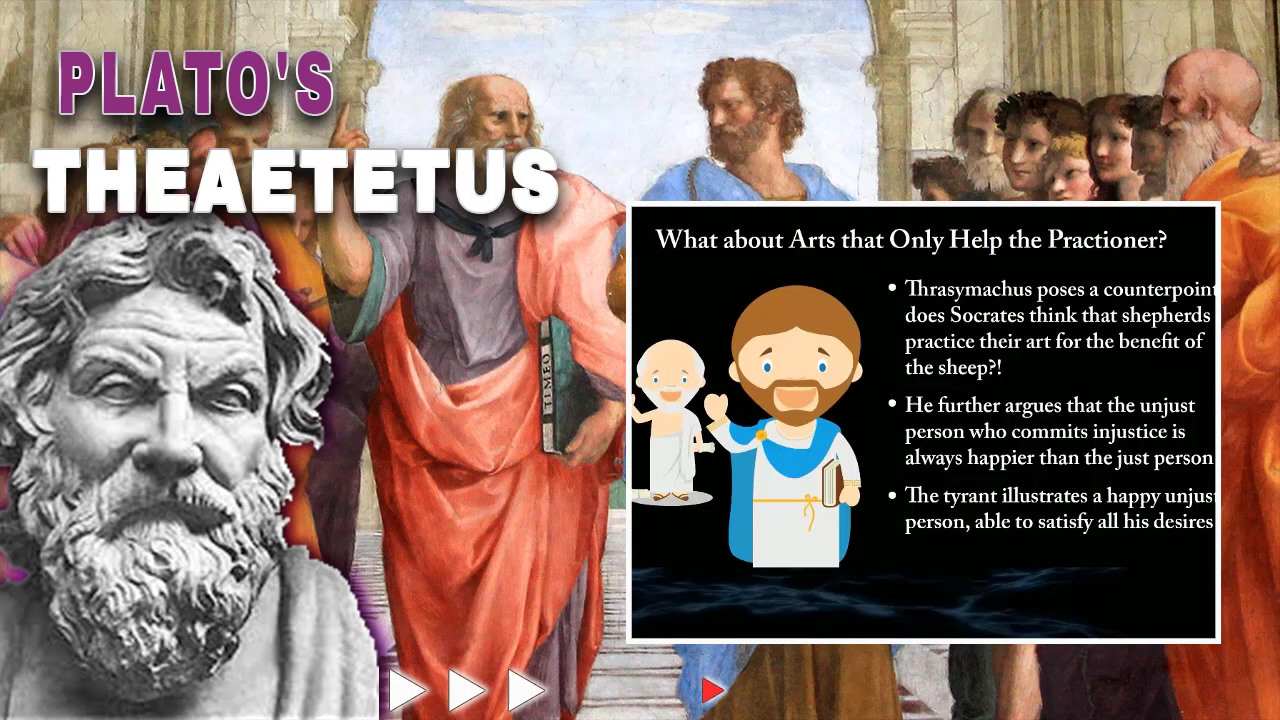 PLATO'S
THEAETETUS
TIMEO
What about Arts that Only Help the Practioner?
• Thrasymachus poses a counterpoint
does Socrates think that shepherds
practice their art for the benefit of
the sheep?!
• He further argues that the unjust
person who commits injustice is
always happier than the just person
• The tyrant illustrates a happy unjust
person, able to satisfy all his desires